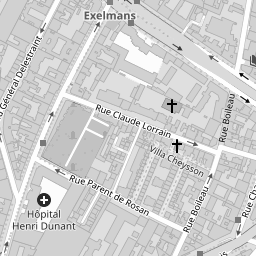 Exelmans
Général Delestraint
Rue Claude Lorrain
Rue Boileau
Villa Cheysson
Rue Parent de Rosan
Rue Boileau
Hôpital
Henri Dunant